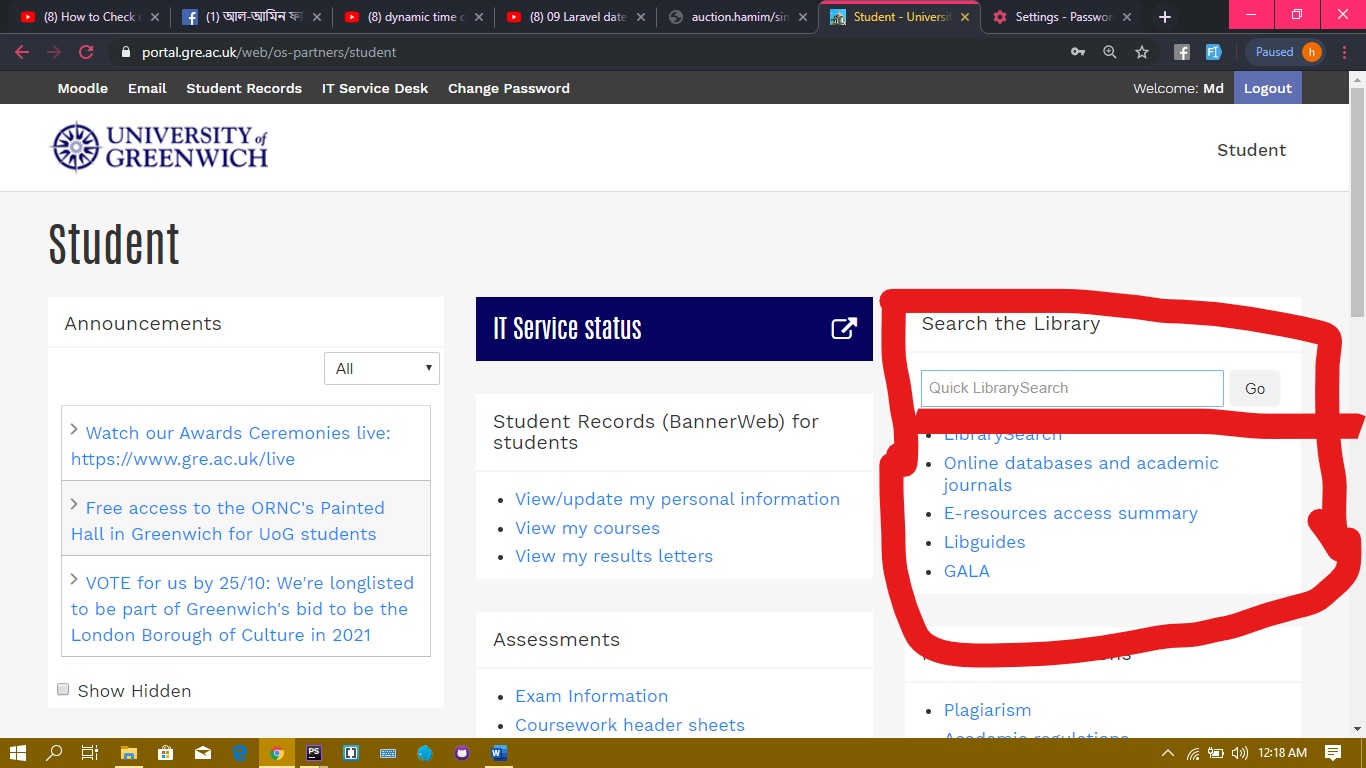 (8) How to Check
(1) আল-আমিন ফা
(8) dynamic time c
(8) 09 Laravel date
auction.hamim/sin
Student - Universit
Settings - Passwor
portal.gre.ac.uk/web/os-partners/student
Paused
h
Moodle Email Student Records IT Service Desk Change Password
Welcome: Md Logout
UNIVERSITY of
GREENWICH
Student
Student
Announcements
All
Watch our Awards Ceremonies live:
https://www.gre.ac.uk/live
Free access to the ORNC's Painted
Hall in Greenwich for UoG students
VOTE for us by 25/10: We're longlisted
to be part of Greenwich's bid to be the
London Borough of Culture in 2021
Show Hidden
IT Service status
Student Records (BannerWeb) for
students
View/update my personal information
View my courses
View my results letters
Assessments
Exam Information
Coursework header sheets
Search the Library
Quick LibrarySearch Go
LibrarySearch
Online databases and academic
journals
E-resources access summary
Libguides
GALA
Plagiarism
Academic regulations
PS
12:18 AM